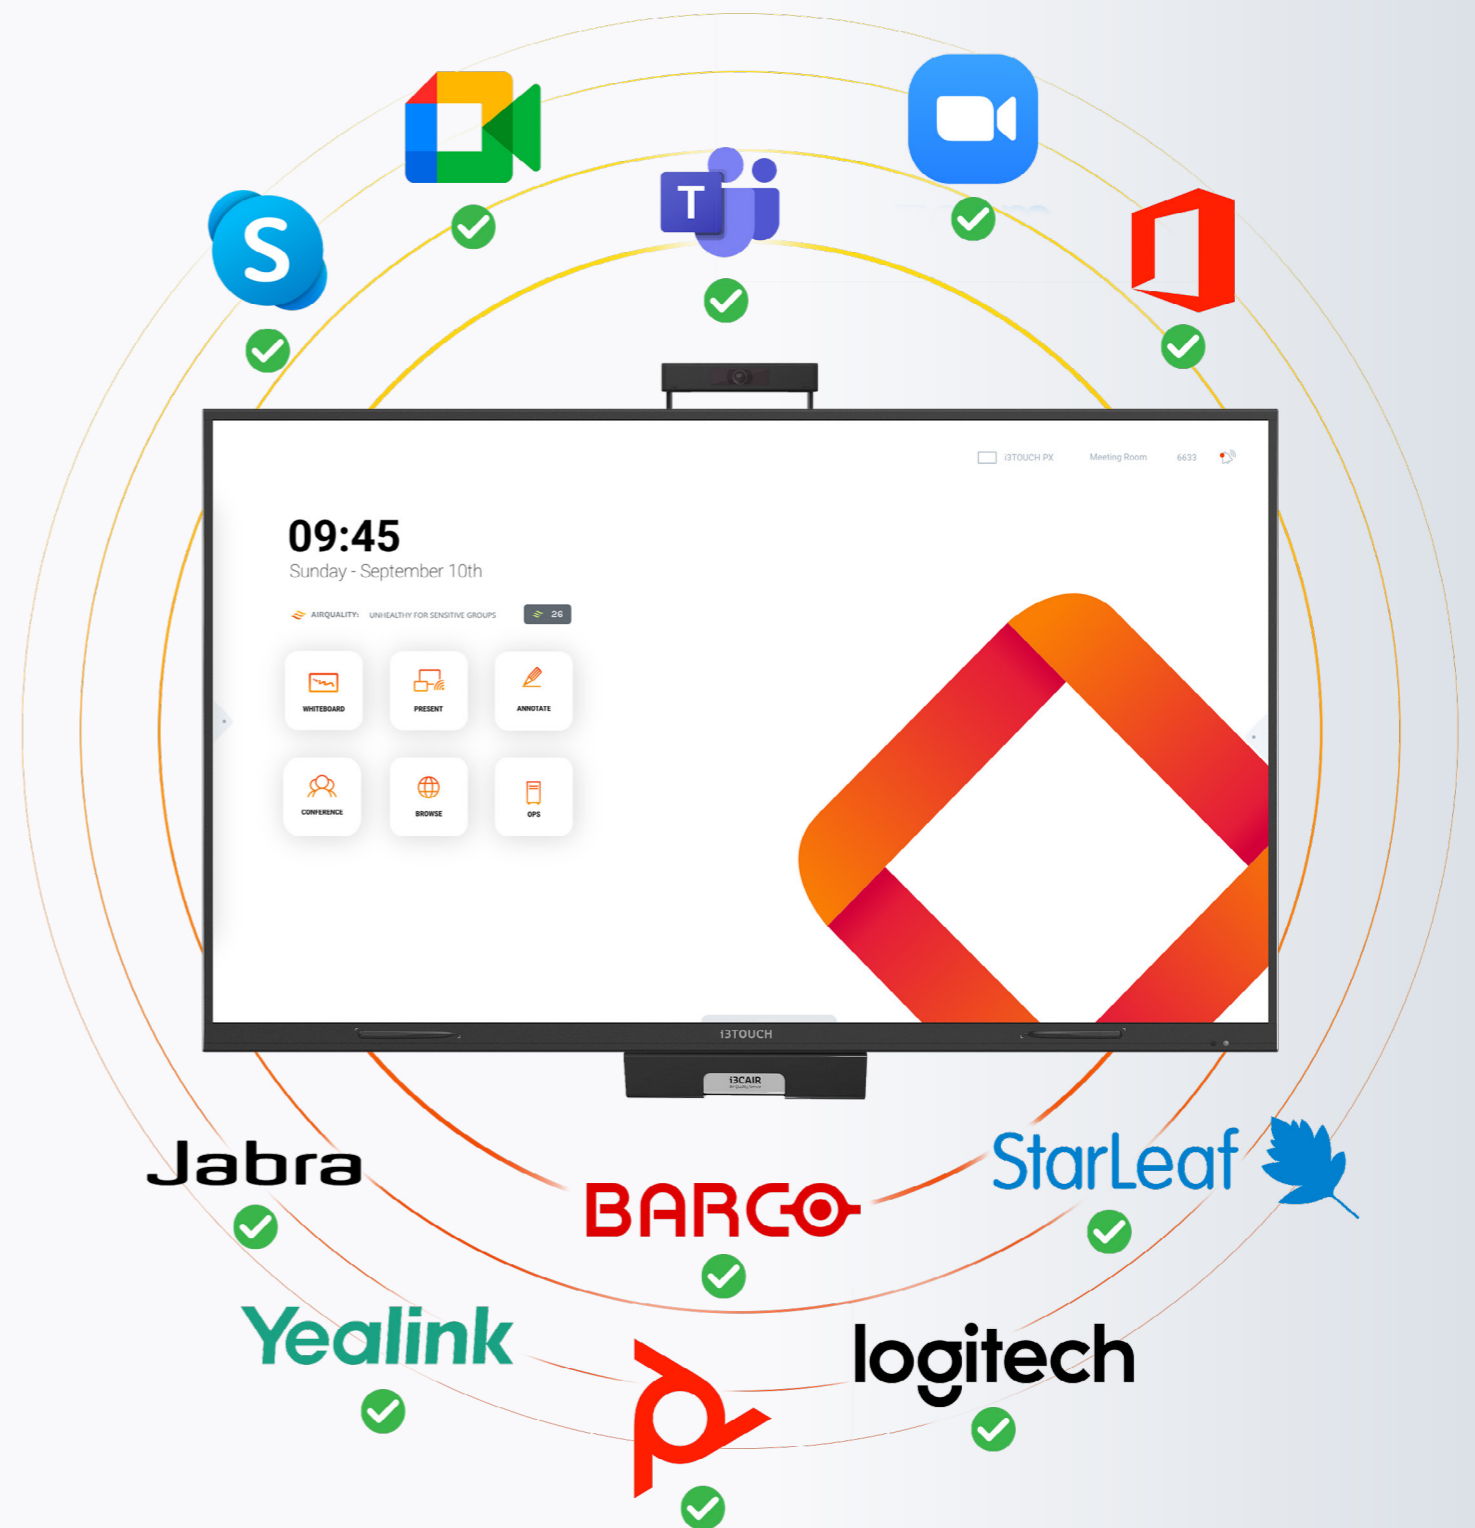 S
T
i3TOUCH PX Meeting Room 6633
09:45
Sunday - September 10th
AIRQUALITY: UNHEALTHY FOR SENSITIVE GROUPS 26
WHITEBOARD PRESENT ANNOTATE
CONFERENCE BROWSE OPS
i3TOUCH
i3CAIR
Jabra
BARCO
StarLeaf
Yealink
logitech